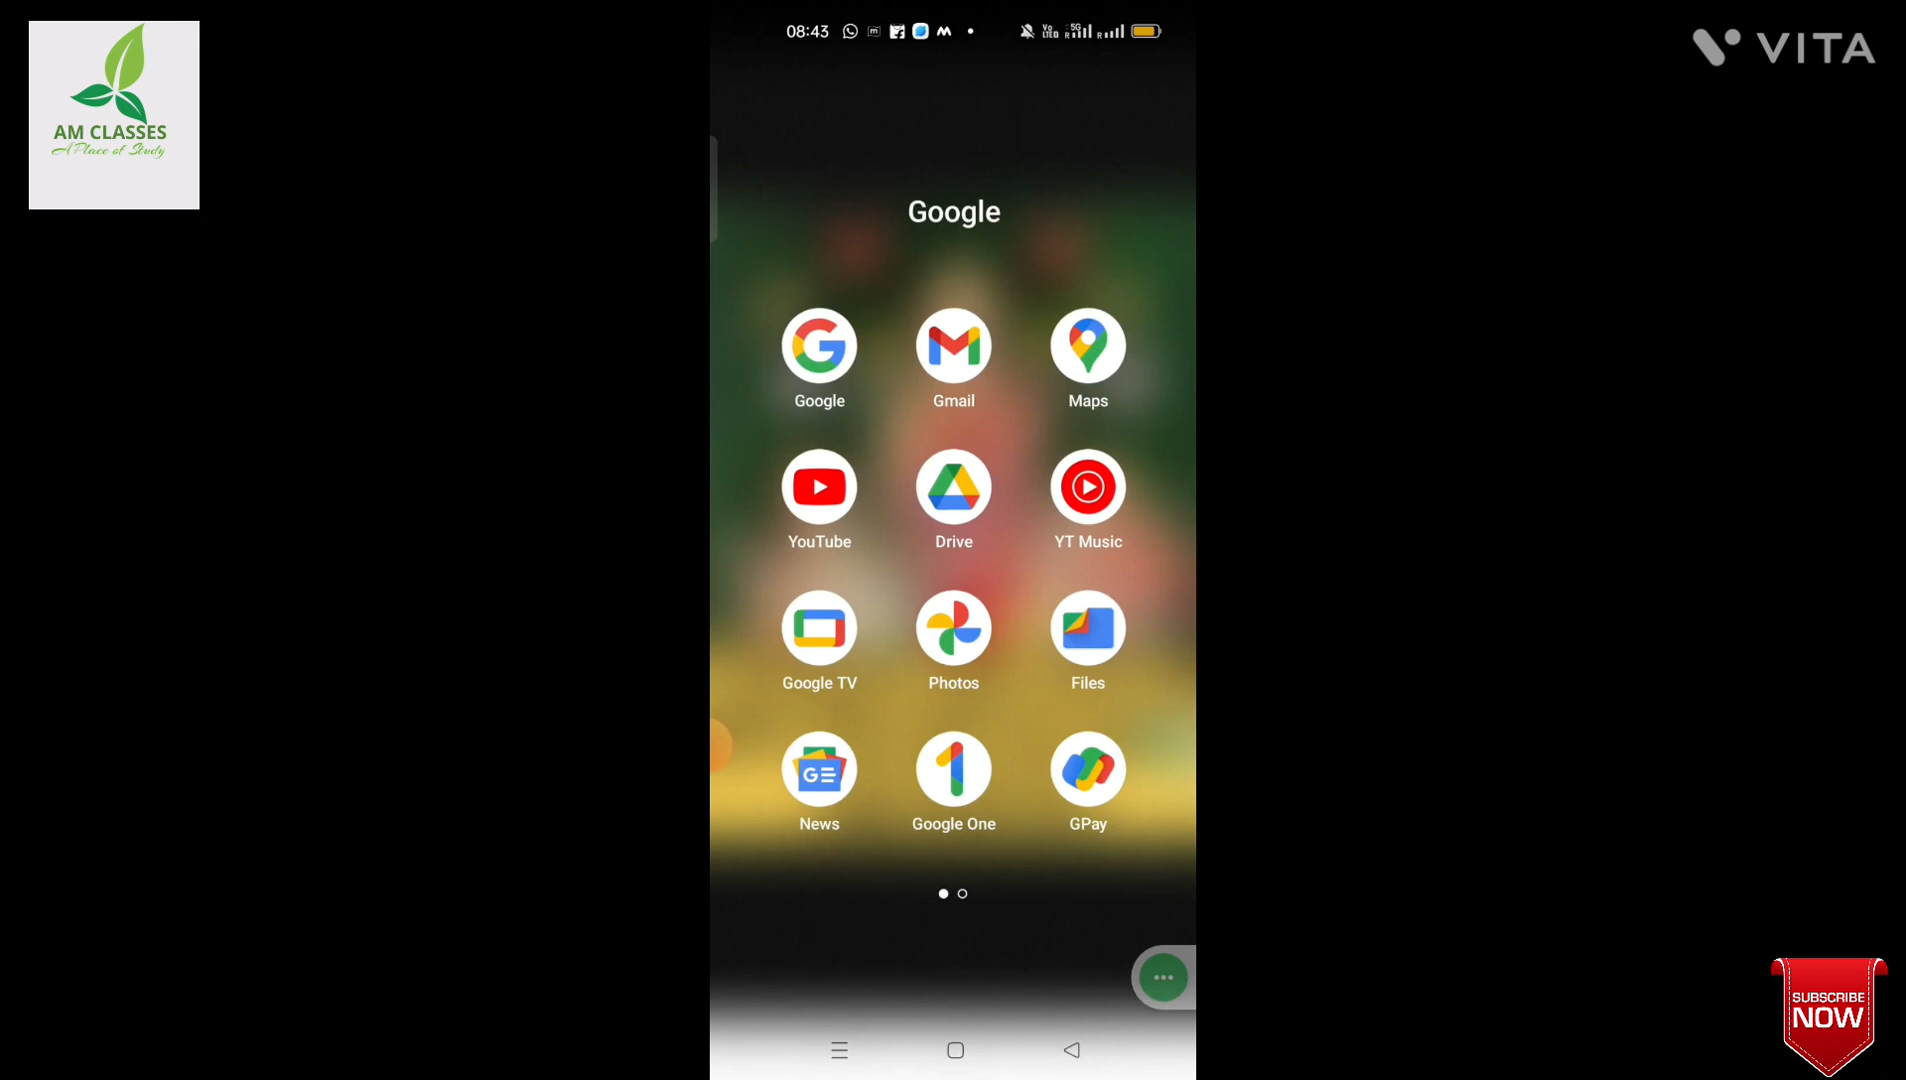 AM CLASSES
A Place of Study
VITA
08:43
Google
Google
Gmail
Maps
YouTube
Drive
YT Music
Google TV
Photos
Files
News
Google One
GPay
SUBSCRIBE
NOW